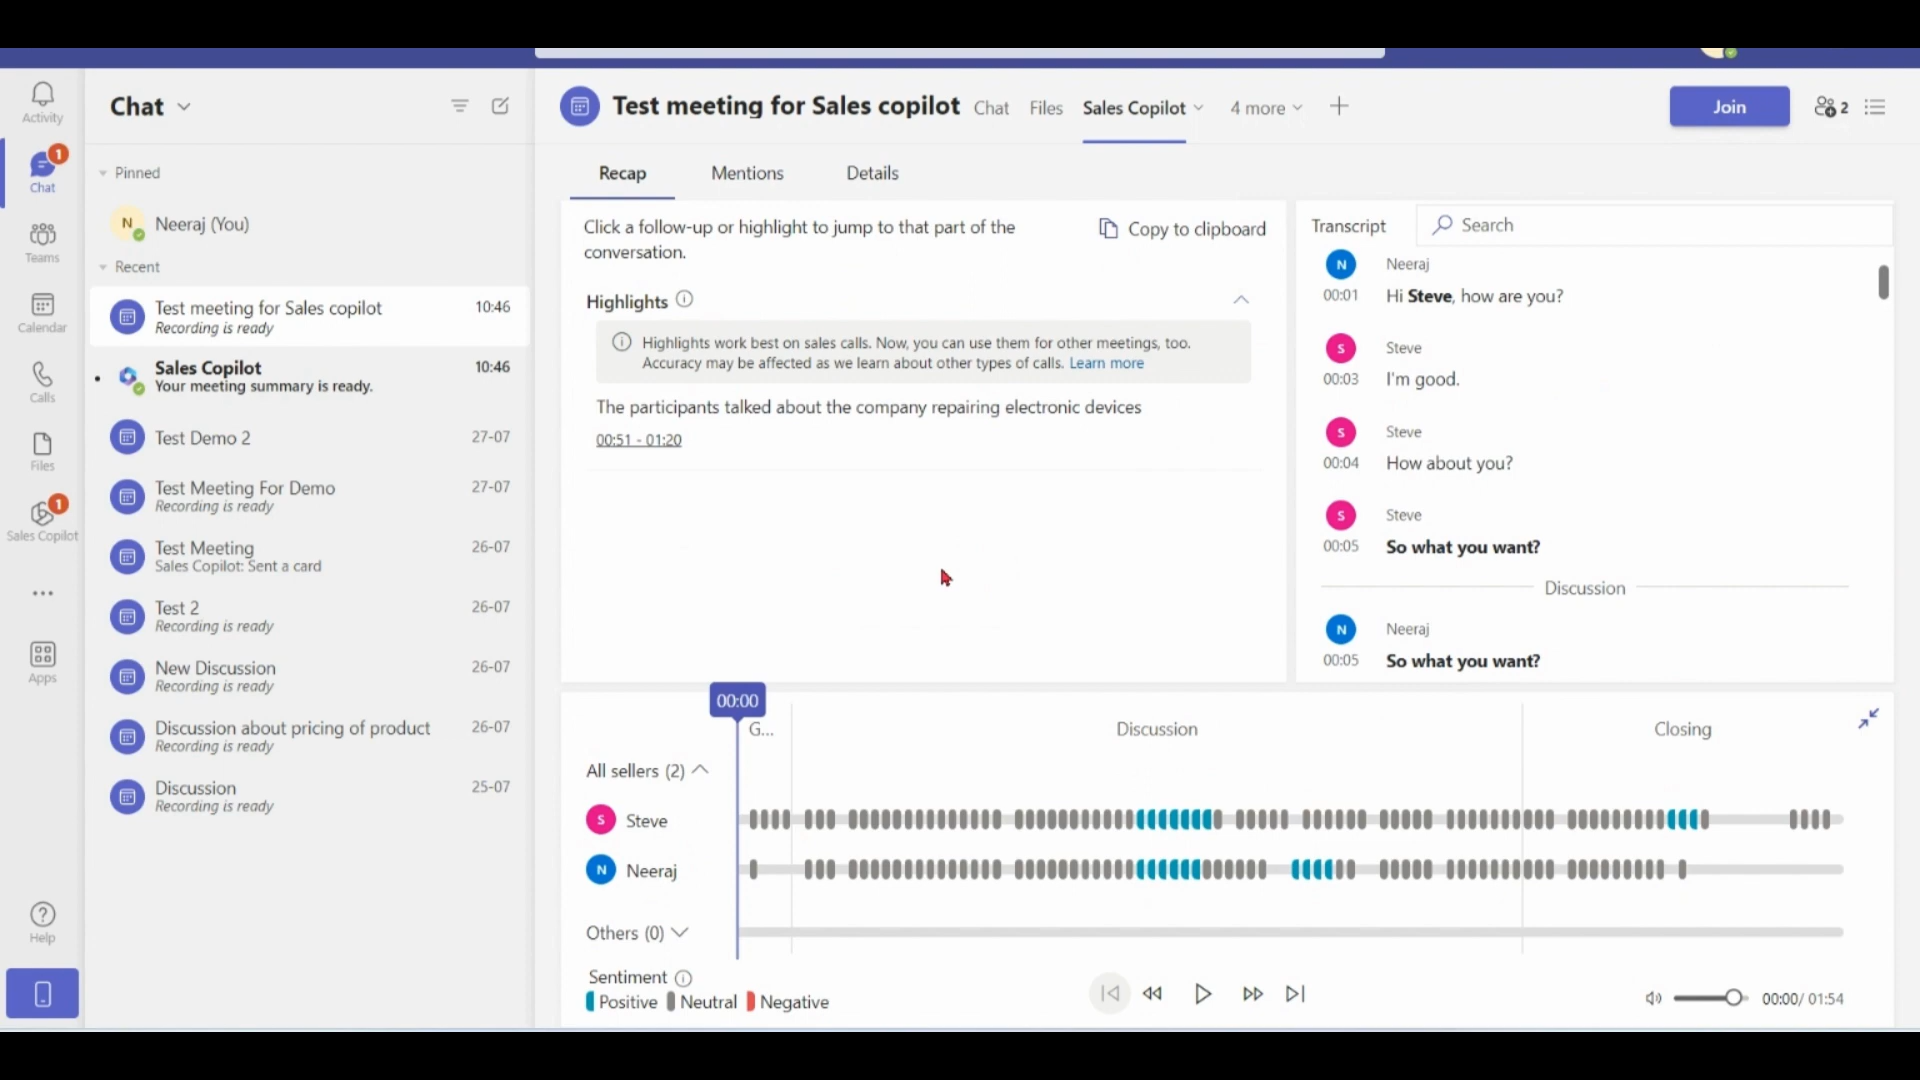 Activity
1
Chat
Teams
Calendar
Calls
Files
1
Sales Copilot
Apps
Help
Chat
Pinned
N
Neeraj (You)
Recent
Test meeting for Sales copilot
10:46
Recording is ready
Sales Copilot
10:46
Your meeting summary is ready.
Test Demo 2
27-07
Test Meeting For Demo
27-07
Recording is ready
Test Meeting
26-07
Sales Copilot: Sent a card
Test 2
26-07
Recording is ready
New Discussion
26-07
Recording is ready
Discussion about pricing of product
26-07
Recording is ready
Discussion
25-07
Recording is ready
Test meeting for Sales copilot
Chat
Files
Sales Copilot
4 more
Join
2
Recap
Mentions
Details
Click a follow-up or highlight to jump to that part of the
conversation.
Copy to clipboard
Highlights
Highlights work best on sales calls. Now, you can use them for other meetings, too.
Accuracy may be affected as we learn about other types of calls. Learn more
The participants talked about the company repairing electronic devices
00:51 - 01:20
Transcript
Search
N
Neeraj
00:01
Hi Steve, how are you?
S
Steve
00:03
I'm good.
S
Steve
00:04
How about you?
S
Steve
00:05
So what you want?
Discussion
N
Neeraj
00:05
So what you want?
00:00
G...
Discussion
Closing
All sellers (2)
S
Steve
N
Neeraj
Others (0)
Sentiment
Positive
Neutral
Negative
00:00/ 01:54